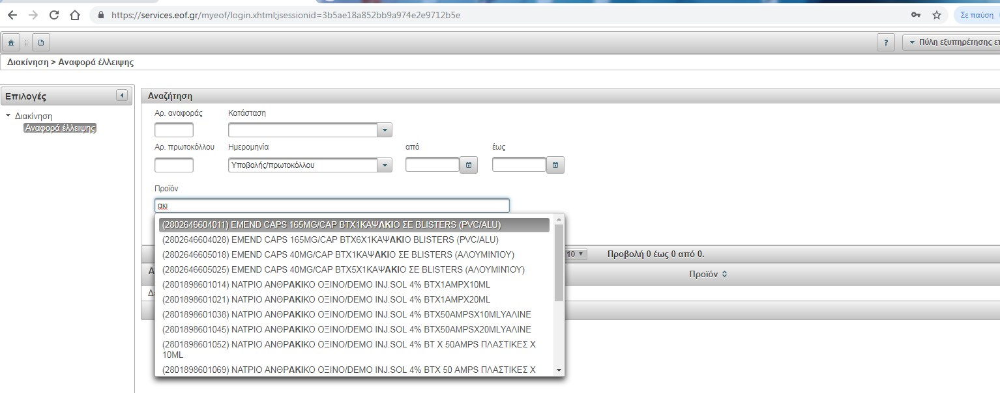 https://services.eof.gr/myeof/login.xhtml;jsessionid=3b5ae18a852bb9a974e2e9712b5e
Σε παύση
? Πύλη εξυπηρέτησης ετ
Διακίνηση > Αναφορά έλλειψης
Επιλογές
Διακίνηση
Αναφορά έλλειψης
Αναζήτηση
Αρ. αναφοράς Κατάσταση
Αρ. πρωτοκόλλου Ημερομηνία από έως
Υποβολής/πρωτοκόλλου
Προϊόν
ακι
(2802646604011) EMEND CAPS 165MG/CAP BTX1ΚΑΨΑΚΙΟ ΣΕ BLISTERS (PVC/ALU)
(2802646604028) EMEND CAPS 165MG/CAP BTX6X1ΚΑΨΑΚΙΟ BLISTERS (PVC/ALU)
(2802646605018) EMEND CAPS 40MG/CAP BTX1ΚΑΨΑΚΙΟ ΣΕ BLISTERS (ΑΛΟΥΜΙΝΊΟΥ)
(2802646605025) EMEND CAPS 40MG/CAP BTX5X1ΚΑΨΑΚΙΟ ΣΕ BLISTERS (ΑΛΟΥΜΙΝΊΟΥ)
(2801898601014) ΝΑΤΡΙΟ ΑΝΘΡΑΚΙΚΟ ΟΞΙΝΟ/DEMO INJ.SOL 4% BTX1AMPX10ML
(2801898601021) ΝΑΤΡΙΟ ΑΝΘΡΑΚΙΚΟ ΟΞΙΝΟ/DEMO INJ.SOL 4% BTX1AMPX20ML
(2801898601038) ΝΑΤΡΙΟ ΑΝΘΡΑΚΙΚΟ ΟΞΙΝΟ/DEMO INJ.SOL 4% BTX50AMPSX10MLΥΑΛΙΝΕ
(2801898601045) ΝΑΤΡΙΟ ΑΝΘΡΑΚΙΚΟ ΟΞΙΝΟ/DEMO INJ.SOL 4% BTX50AMPSX20MLΥΑΛΙΝΕ
(2801898601052) ΝΑΤΡΙΟ ΑΝΘΡΑΚΙΚΟ ΟΞΙΝΟ/DEMO INJ.SOL 4% BT X 50AMPS ΠΛΑΣΤΙΚΕΣ X
10ML
(2801898601069) ΝΑΤΡΙΟ ΑΝΘΡΑΚΙΚΟ ΟΞΙΝΟ/DEMO INJ.SOL 4% BTX 50 AMPS ΠΛΑΣΤΙΚΕΣ X
10 Προβολή 0 έως 0 από 0.
Προϊόν